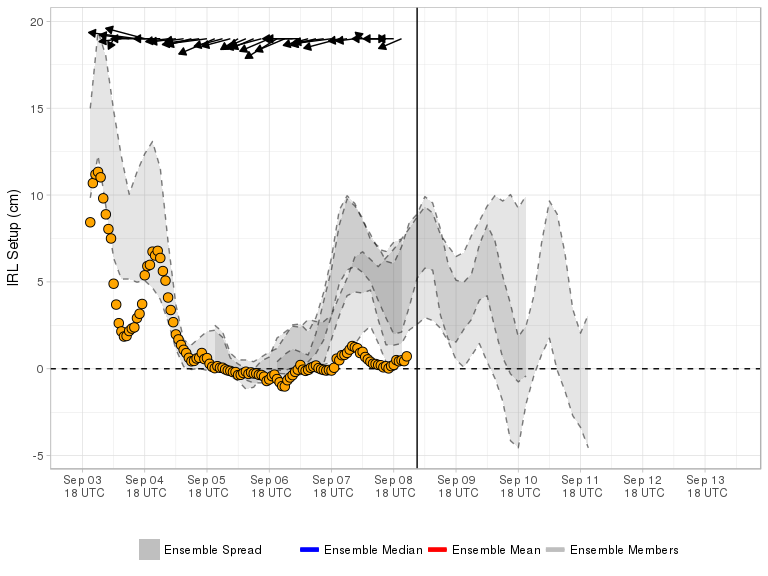 IRL Setup (cm)
20
15
10
5
0
-5
Sep 03 Sep 04 Sep 05 Sep 06 Sep 07 Sep 08 Sep 09 Sep 10 Sep 11 Sep 12 Sep 13
18 UTC 18 UTC 18 UTC 18 UTC 18 UTC 18 UTC 18 UTC 18 UTC 18 UTC 18 UTC 18 UTC
Ensemble Spread Ensemble Median Ensemble Mean Ensemble Members